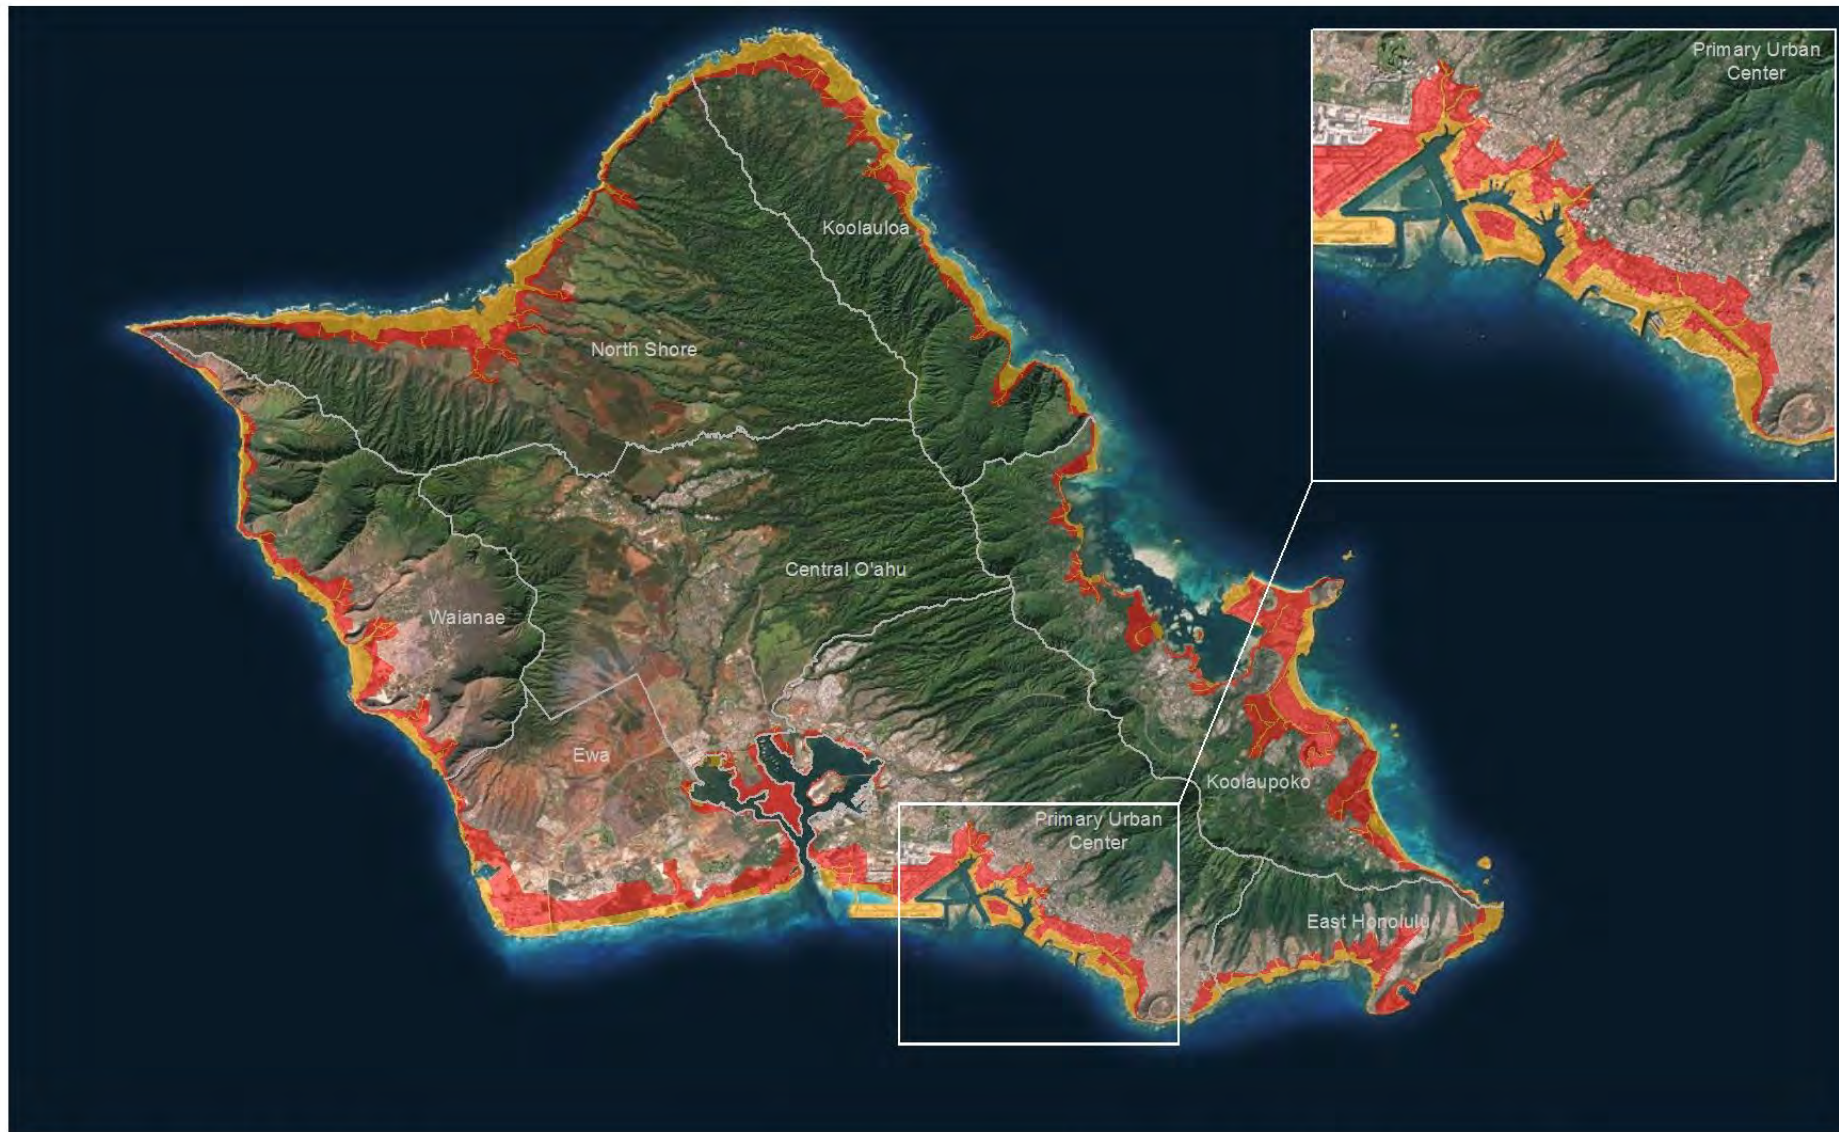 Primary Urban
Center
Koolauloa
North Shore
Central O'ahu
Waianae
Ewa
Koolaupoko
Primary Urban
Center
East Honolulu